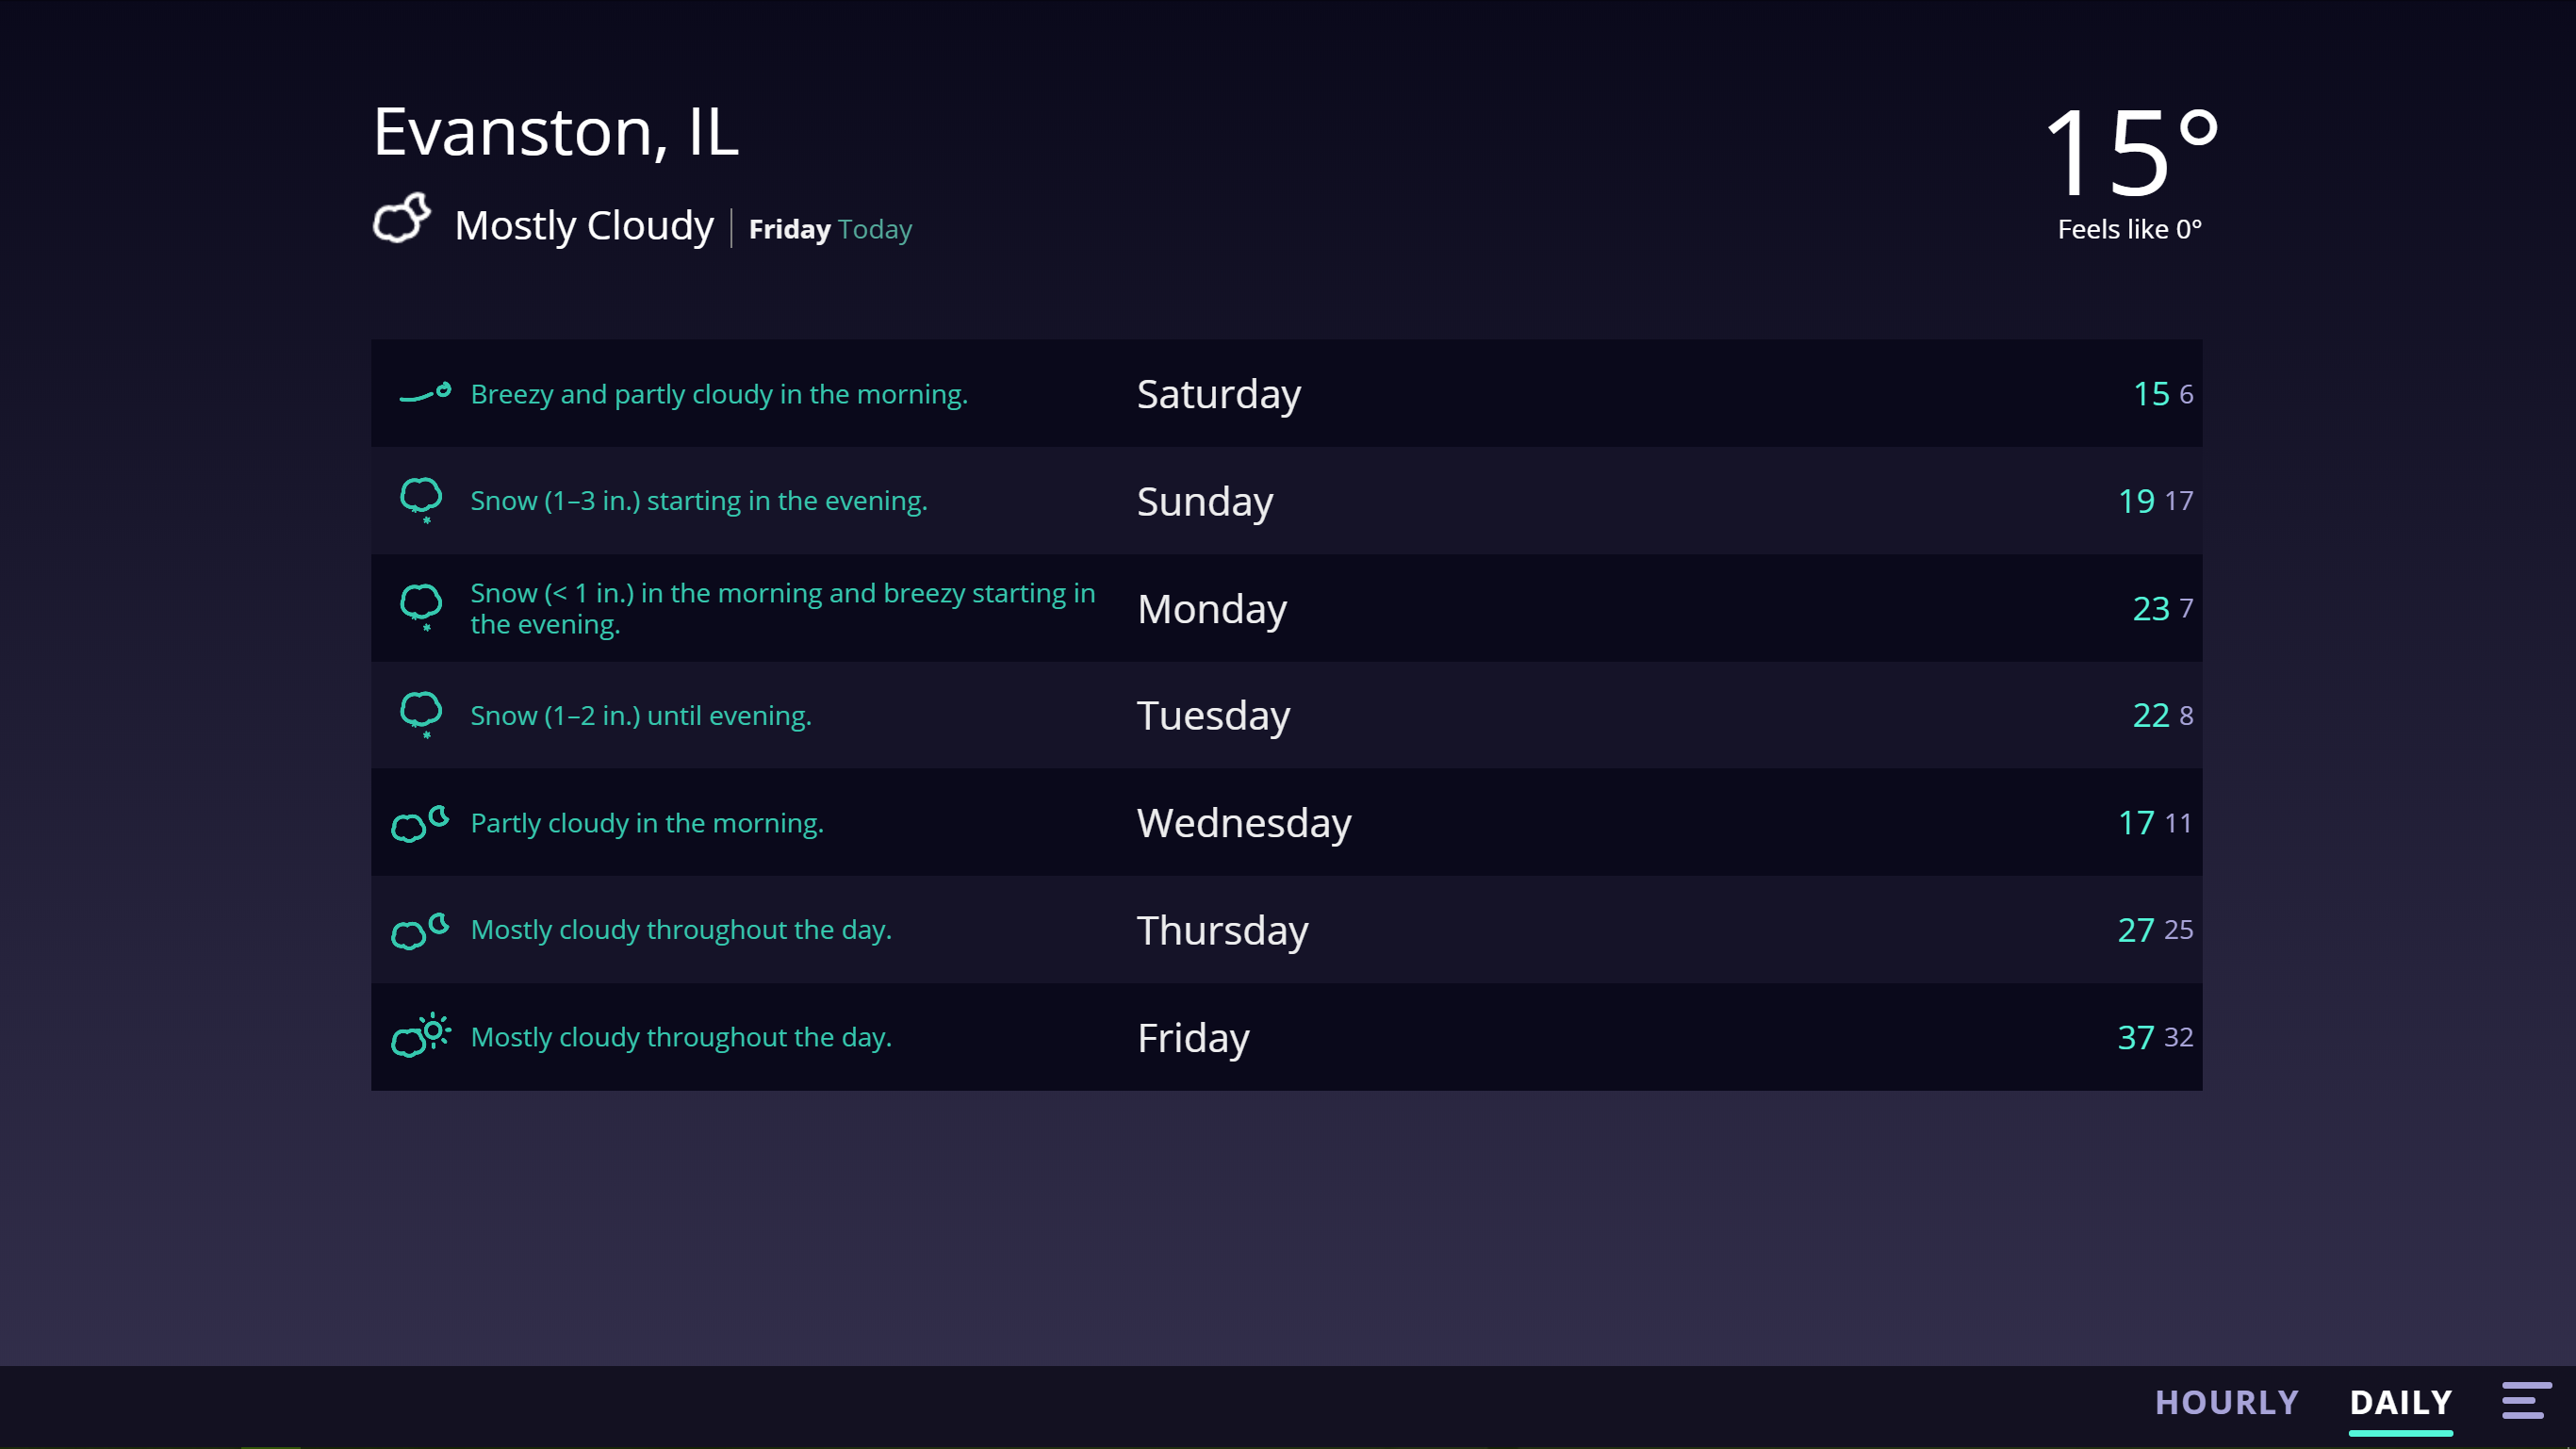 Evanston, IL
15°
Mostly Cloudy
Friday Today
Feels like 0°
Breezy and partly cloudy in the morning.
Saturday
15 6
Snow (1–3 in.) starting in the evening.
Sunday
19 17
Snow (< 1 in.) in the morning and breezy starting in
the evening.
Monday
23 7
Snow (1–2 in.) until evening.
Tuesday
22 8
Partly cloudy in the morning.
Wednesday
17 11
Mostly cloudy throughout the day.
Thursday
27 25
Mostly cloudy throughout the day.
Friday
37 32
HOURLY
DAILY